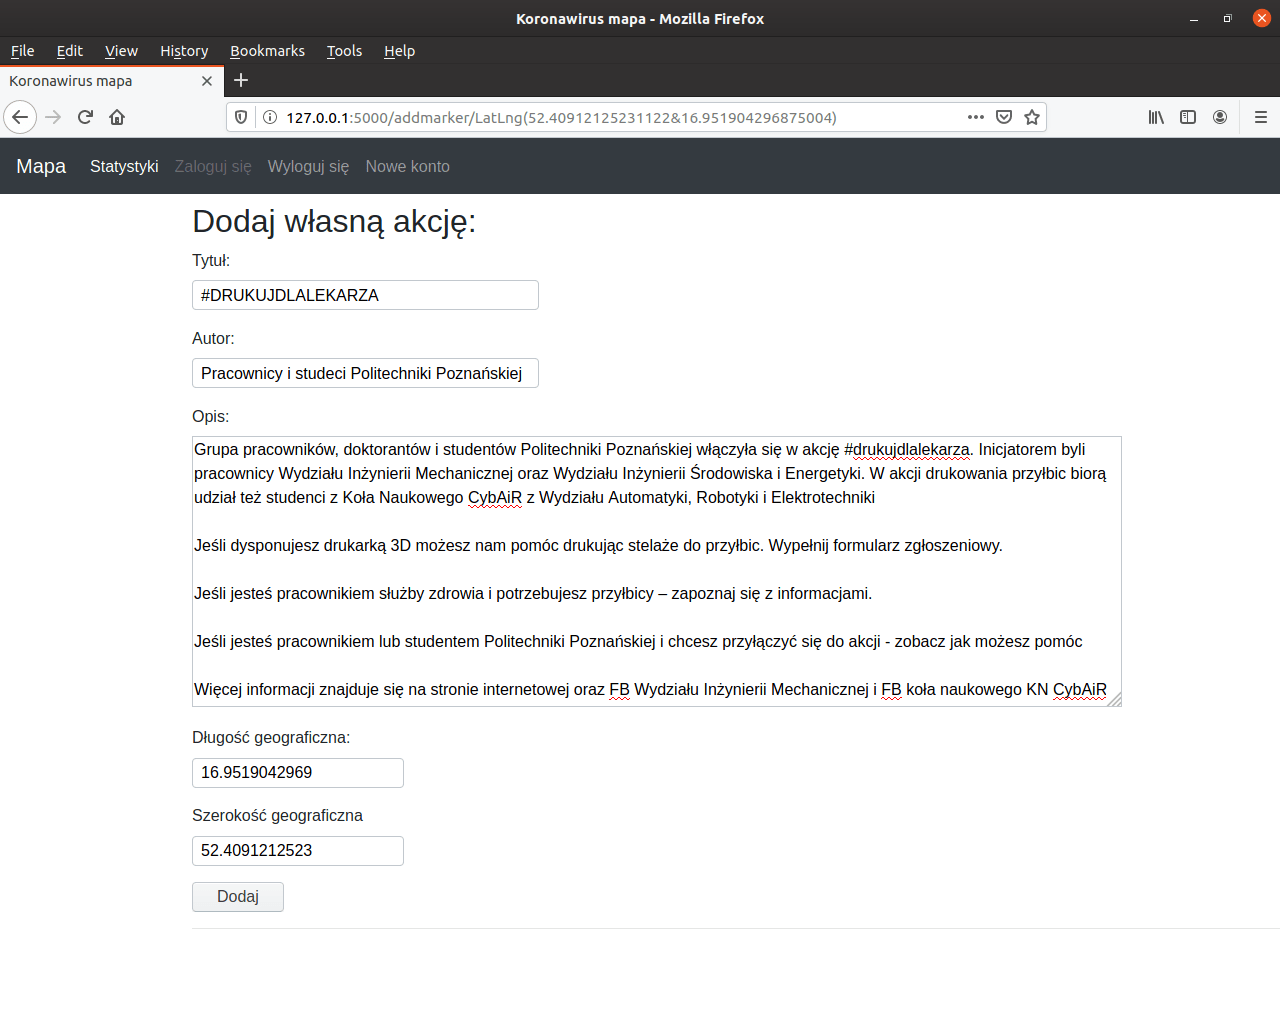 Koronawirus mapa - Mozilla Firefox
File Edit View History Bookmarks Tools Help
Koronawirus mapa
127.0.0.1:5000/addmarker/LatLng(52.40912125231122&16.951904296875004)
Mapa Statystyki Zaloguj się Wyloguj się Nowe konto
Dodaj własną akcję:
Tytuł:
#DRUKUJDLALEKARZA
Autor:
Pracownicy i studeci Politechniki Poznańskiej
Opis:
Grupa pracowników, doktorantów i studentów Politechniki Poznańskiej włączyła się w akcję #drukujdlalekarza. Inicjatorem byli
pracownicy Wydziału Inżynierii Mechanicznej oraz Wydziału Inżynierii Środowiska i Energetyki. W akcji drukowania przyłbic biorą
udział też studenci z Koła Naukowego CybAiR z Wydziału Automatyki, Robotyki i Elektrotechniki
Jeśli dysponujesz drukarką 3D możesz nam pomóc drukując stelaże do przyłbic. Wypełnij formularz zgłoszeniowy.
Jeśli jesteś pracownikiem służby zdrowia i potrzebujesz przyłbicy – zapoznaj się z informacjami.
Jeśli jesteś pracownikiem lub studentem Politechniki Poznańskiej i chcesz przyłączyć się do akcji - zobacz jak możesz pomóc
Więcej informacji znajduje się na stronie internetowej oraz FB Wydziału Inżynierii Mechanicznej i FB koła naukowego KN CybAiR
Długość geograficzna:
16.9519042969
Szerokość geograficzna
52.4091212523
Dodaj